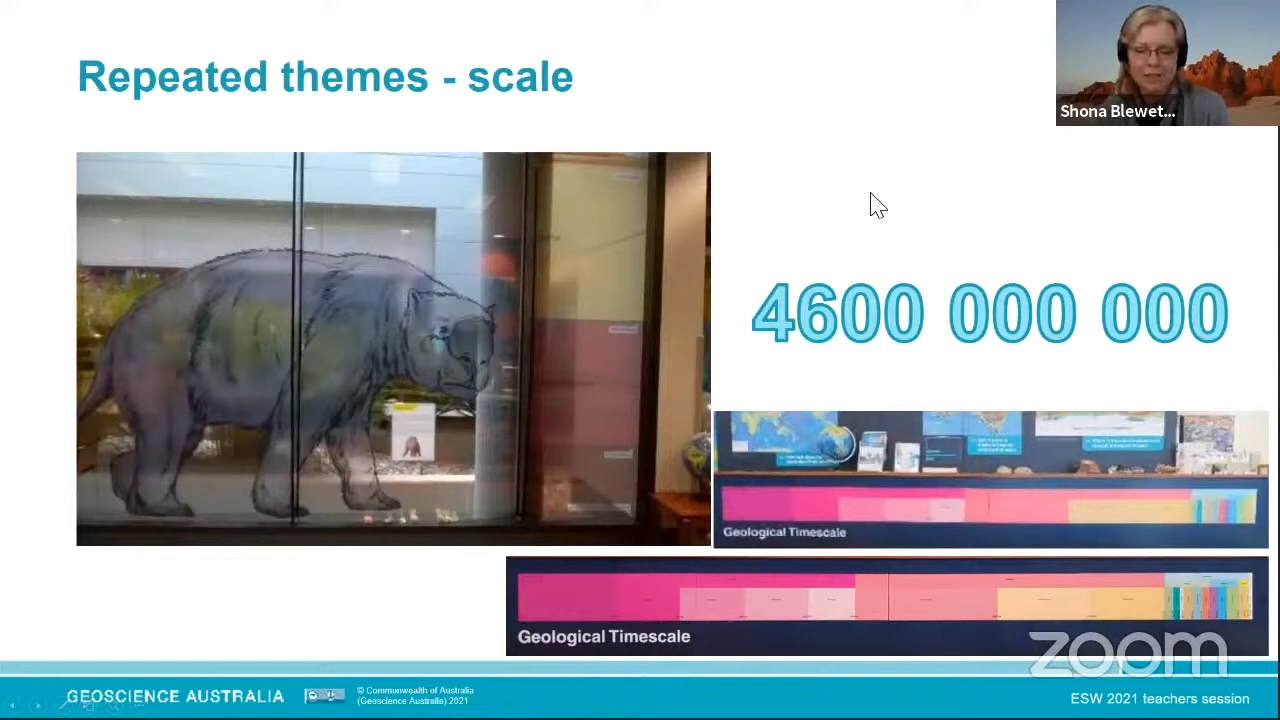 Repeated themes - scale
Shona Blewet...
4600 000 000
Geological Timescale
Geological Timescale
zoom
GEOSCIENCE AUSTRALIA
© Commonwealth of Australia
(Geoscience Australia) 2021
ESW 2021 teachers session